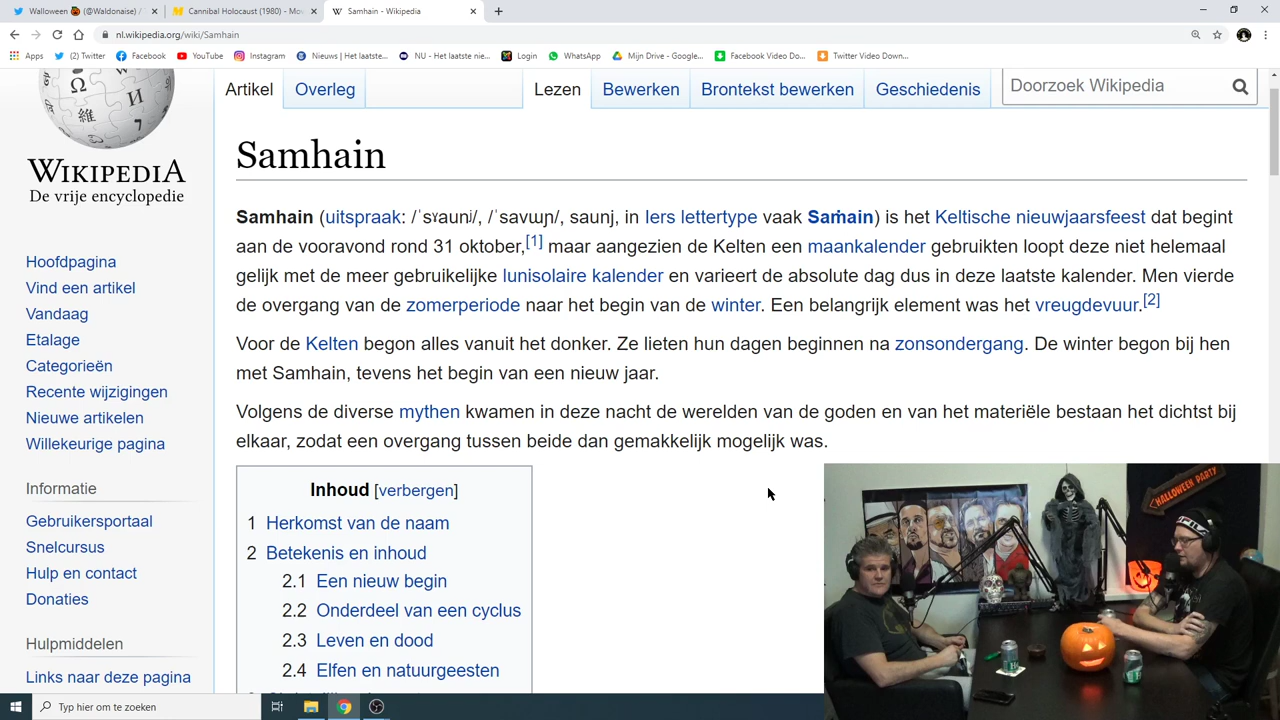 Walloween 🎃 (@Waldonaise) /
Cannibal Holocaust (1980) - Mov
Samhain - Wikipedia
nl.wikipedia.org/wiki/Samhain
Apps
(2) Twitter
Facebook
YouTube
Instagram
Nieuws | Het laatste...
NU - Het laatste nie...
Login
WhatsApp
Mijn Drive - Google...
Facebook Video Do...
Twitter Video Down...
Artikel
Overleg
Lezen
Bewerken
Brontekst bewerken
Geschiedenis
Doorzoek Wikipedia
WIKIPEDIA
De vrije encyclopedie
Hoofdpagina
Vind een artikel
Vandaag
Etalage
Categorieën
Recente wijzigingen
Nieuwe artikelen
Willekeurige pagina
Informatie
Gebruikersportaal
Snelcursus
Hulp en contact
Donaties
Hulpmiddelen
Links naar deze pagina
Samhain
Samhain (uitspraak: /ˈsˠaunʲ/, /ˈsavɯɲ/, saunj, in Iers lettertype vaak Saṁain) is het Keltische nieuwjaarsfeest dat begint
aan de vooravond rond 31 oktober,[1] maar aangezien de Kelten een maankalender gebruikten loopt deze niet helemaal
gelijk met de meer gebruikelijke lunisolaire kalender en varieert de absolute dag dus in deze laatste kalender. Men vierde
de overgang van de zomerperiode naar het begin van de winter. Een belangrijk element was het vreugdevuur.[2]
Voor de Kelten begon alles vanuit het donker. Ze lieten hun dagen beginnen na zonsondergang. De winter begon bij hen
met Samhain, tevens het begin van een nieuw jaar.
Volgens de diverse mythen kwamen in deze nacht de werelden van de goden en van het materiële bestaan het dichtst bij
elkaar, zodat een overgang tussen beide dan gemakkelijk mogelijk was.
Inhoud [verbergen]
1 Herkomst van de naam
2 Betekenis en inhoud
2.1 Een nieuw begin
2.2 Onderdeel van een cyclus
2.3 Leven en dood
2.4 Elfen en natuurgeesten
HALLOWEEN PARTY
Typ hier om te zoeken